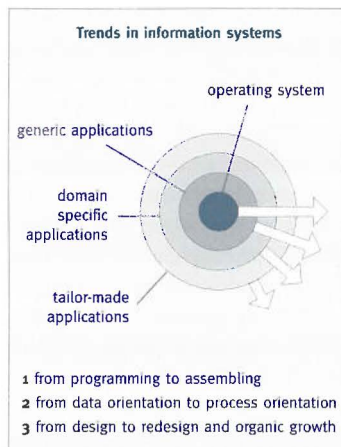 Trends in information systems
operating system
generic applications
domain
specific
applications
tailor-made
applications
1 from programming to assembling
2 from data orientation to process orientation
3 from design to redesign and organic growth